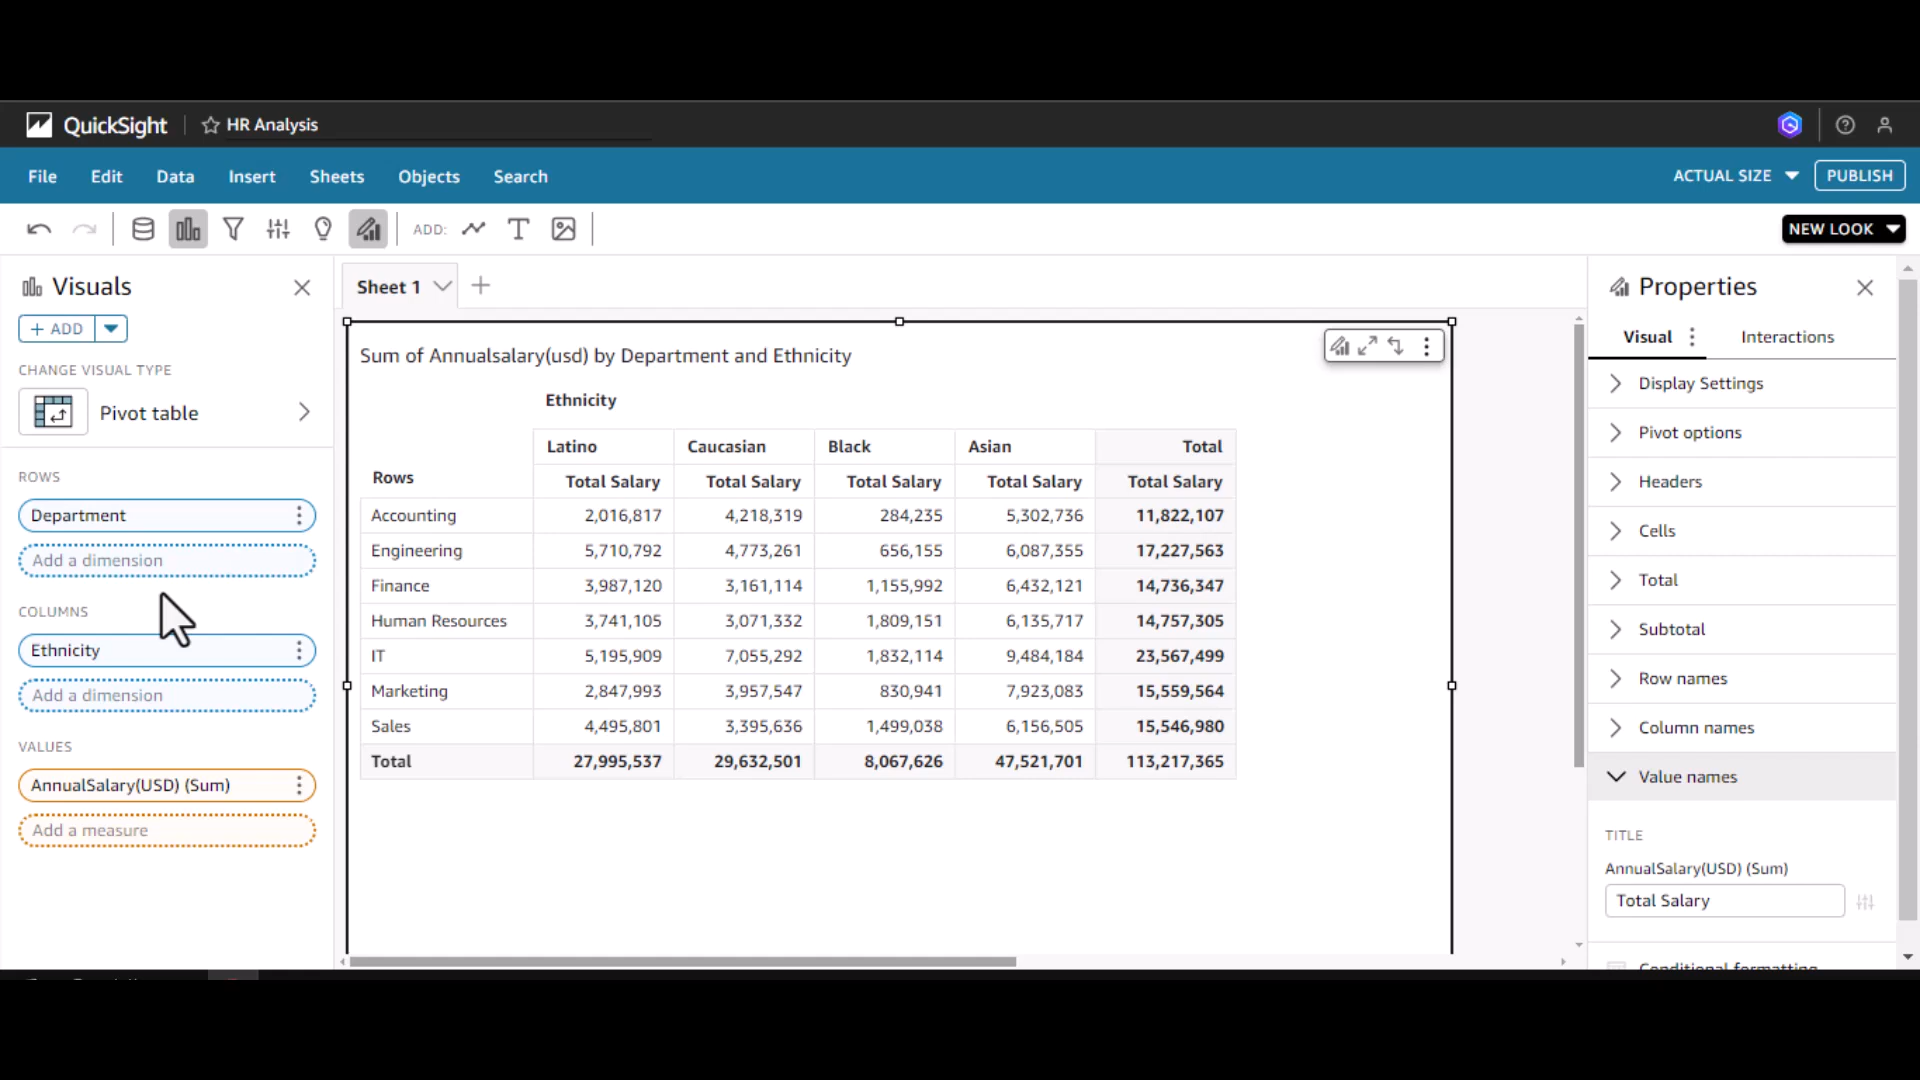 QuickSight HR Analysis
File Edit Data Insert Sheets Objects Search ACTUAL SIZE PUBLISH
ADD: NEW LOOK
Visuals
+ ADD
CHANGE VISUAL TYPE
Pivot table
ROWS
Department
Add a dimension
COLUMNS
Ethnicity
Add a dimension
VALUES
AnnualSalary(USD) (Sum)
Add a measure
Sheet 1
Sum of Annualsalary(usd) by Department and Ethnicity
Ethnicity
Latino Caucasian Black Asian Total
Rows Total Salary Total Salary Total Salary Total Salary Total Salary
Accounting 2,016,817 4,218,319 284,235 5,302,736 11,822,107
Engineering 5,710,792 4,773,261 656,155 6,087,355 17,227,563
Finance 3,987,120 3,161,114 1,155,992 6,432,121 14,736,347
Human Resources 3,741,105 3,071,332 1,809,151 6,135,717 14,757,305
IT 5,195,909 7,055,292 1,832,114 9,484,184 23,567,499
Marketing 2,847,993 3,957,547 830,941 7,923,083 15,559,564
Sales 4,495,801 3,395,636 1,499,038 6,156,505 15,546,980
Total 27,995,537 29,632,501 8,067,626 47,521,701 113,217,365
Properties
Visual Interactions
Display Settings
Pivot options
Headers
Cells
Total
Subtotal
Row names
Column names
Value names
TITLE
AnnualSalary(USD) (Sum)
Total Salary
Conditional formatting